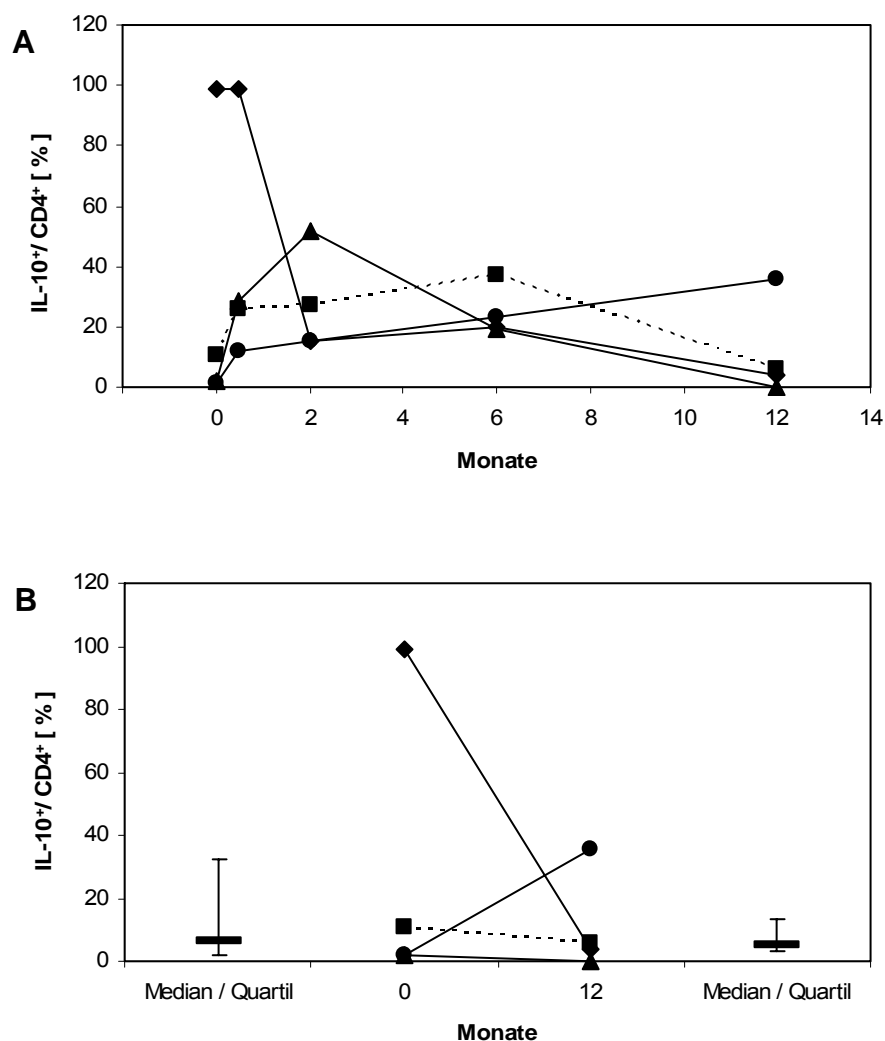 A
IL-10⁺/ CD4⁺ [ % ]
120
100
80
60
40
20
0
0 2 4 6 8 10 12 14
Monate
B
IL-10⁺/ CD4⁺ [ % ]
120
100
80
60
40
20
0
Median / Quartil 0 12 Median / Quartil
Monate